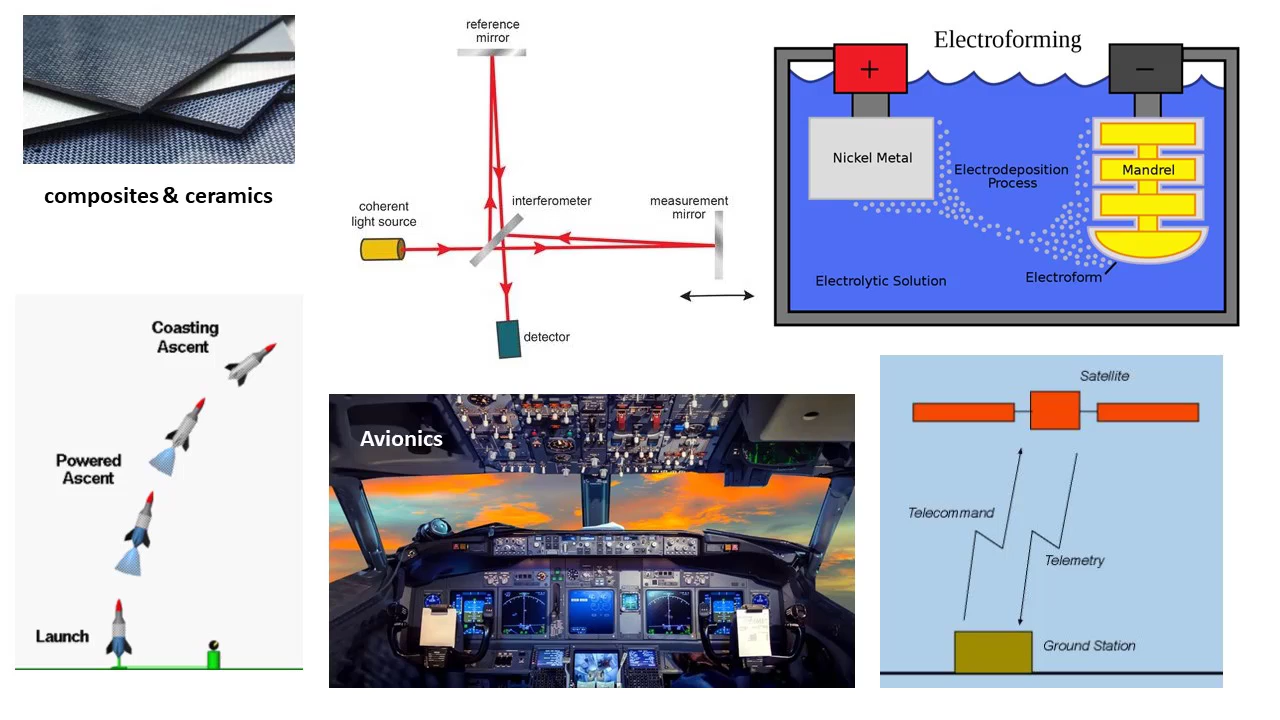 composites & ceramics
reference
mirror
coherent
light source
interferometer
measurement
mirror
detector
Electroforming
+
−
Nickel Metal
Electrodeposition
Process
Mandrel
Electroform
Electrolytic Solution
Coasting
Ascent
Powered
Ascent
Launch
Avionics
Satellite
Telecommand
Telemetry
Ground Station